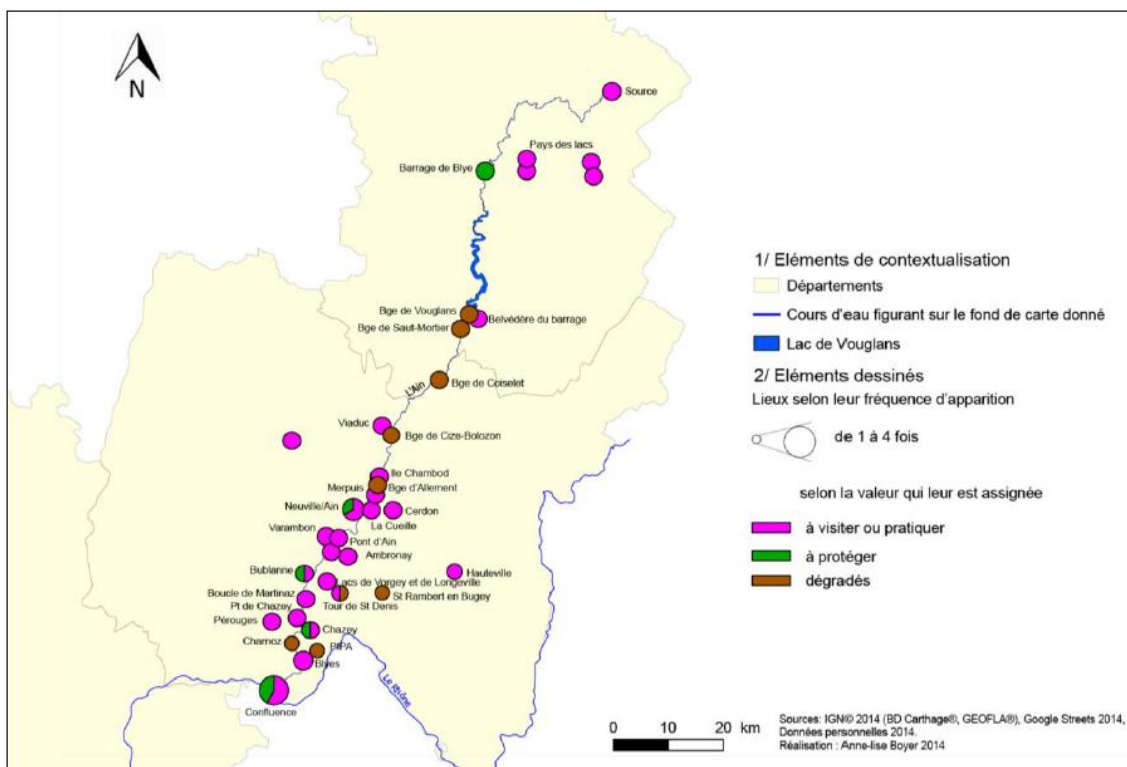 N
Source
Pays des lacs
Barrage de Blye
Bge de Vouglans
Belvédère du barrage
Bge de Saut-Mortier
L'Ain
Bge de Coiselet
Viaduc
Bge de Cize-Bolozon
Ile Chambod
Merpuis
Bge d'Allement
Neuville/Ain
Cerdon
La Cueille
Varambon
Pont d'Ain
Ambronay
Bublanne
Hauteville
Lacs de Vorgey et de Longeville
Boucle de Martinaz
St Rambert en Bugey
Tour de St Denis
Pt de Chazey
Pérouges
Chazey
Charnoz
PIPA
Blyes
Le Rhône
Confluence
1/ Eléments de contextualisation
Départements
Cours d'eau figurant sur le fond de carte donné
Lac de Vouglans
2/ Eléments dessinés
Lieux selon leur fréquence d'apparition
de 1 à 4 fois
selon la valeur qui leur est assignée
à visiter ou pratiquer
à protéger
dégradés
0 10 20 km
Sources: IGN© 2014 (BD Carthage®, GEOFLA®), Google Streets 2014,
Données personnelles 2014.
Réalisation : Anne-lise Boyer 2014